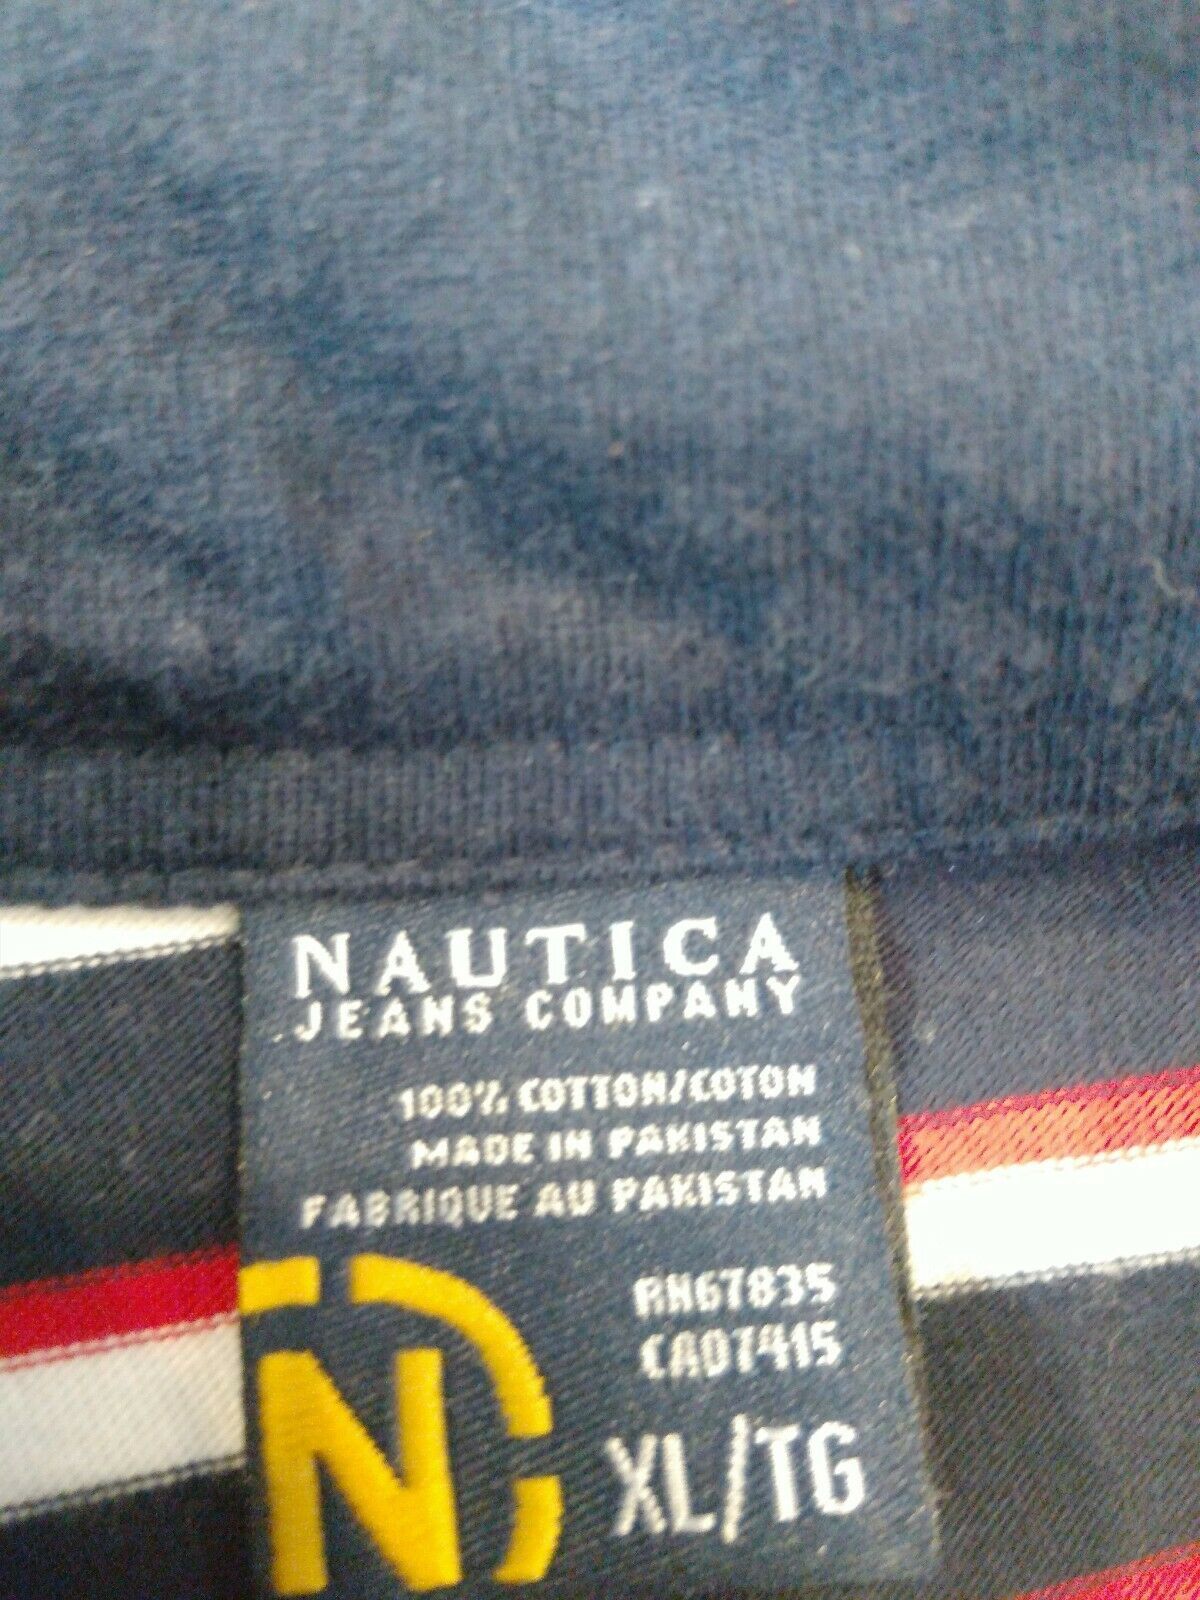 NAUTICA
JEANS COMPANY
100% COTTON/COTON
MADE IN PAKISTAN
FABRIQUE AU PAKISTAN
RN67835
CA07415
N
XL/TG